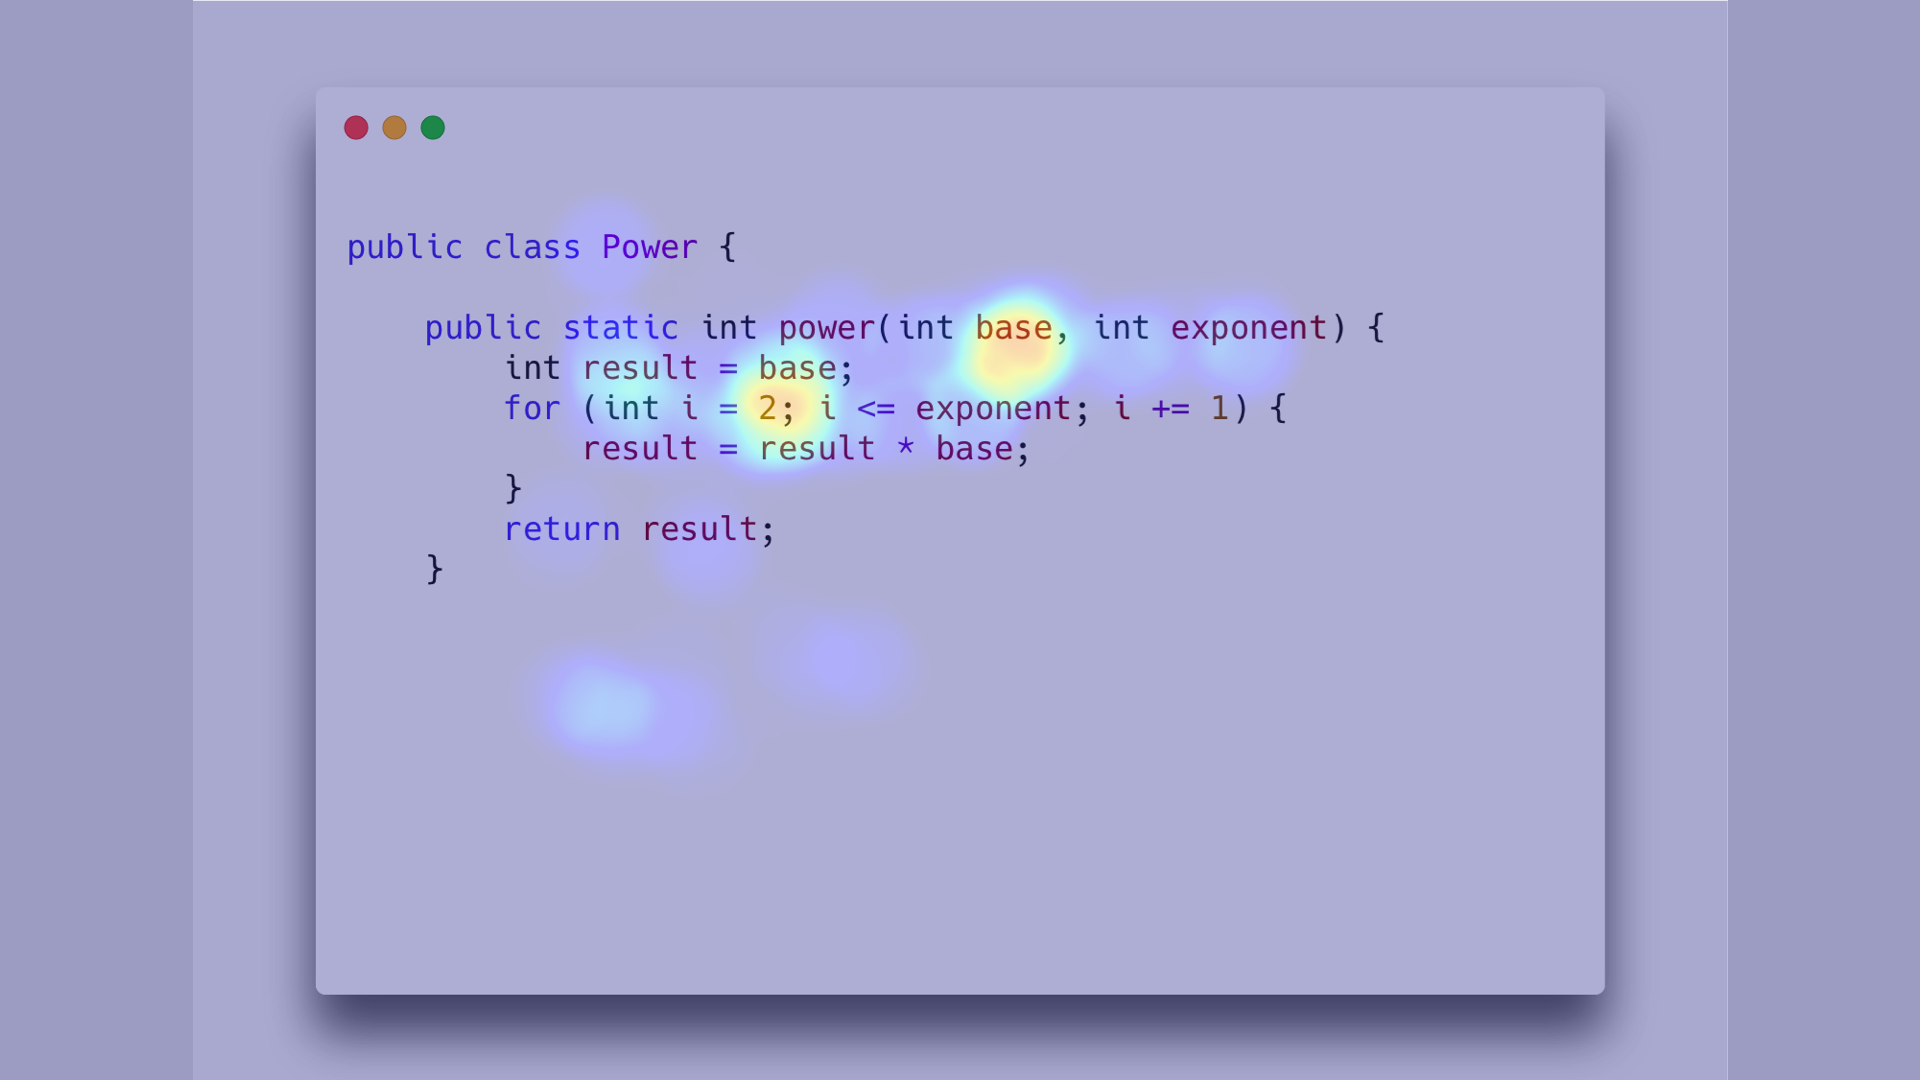 public class Power {
public static int power(int base, int exponent) {
int result = base;
for (int i = 2; i <= exponent; i += 1) {
result = result * base;
}
return result;
}